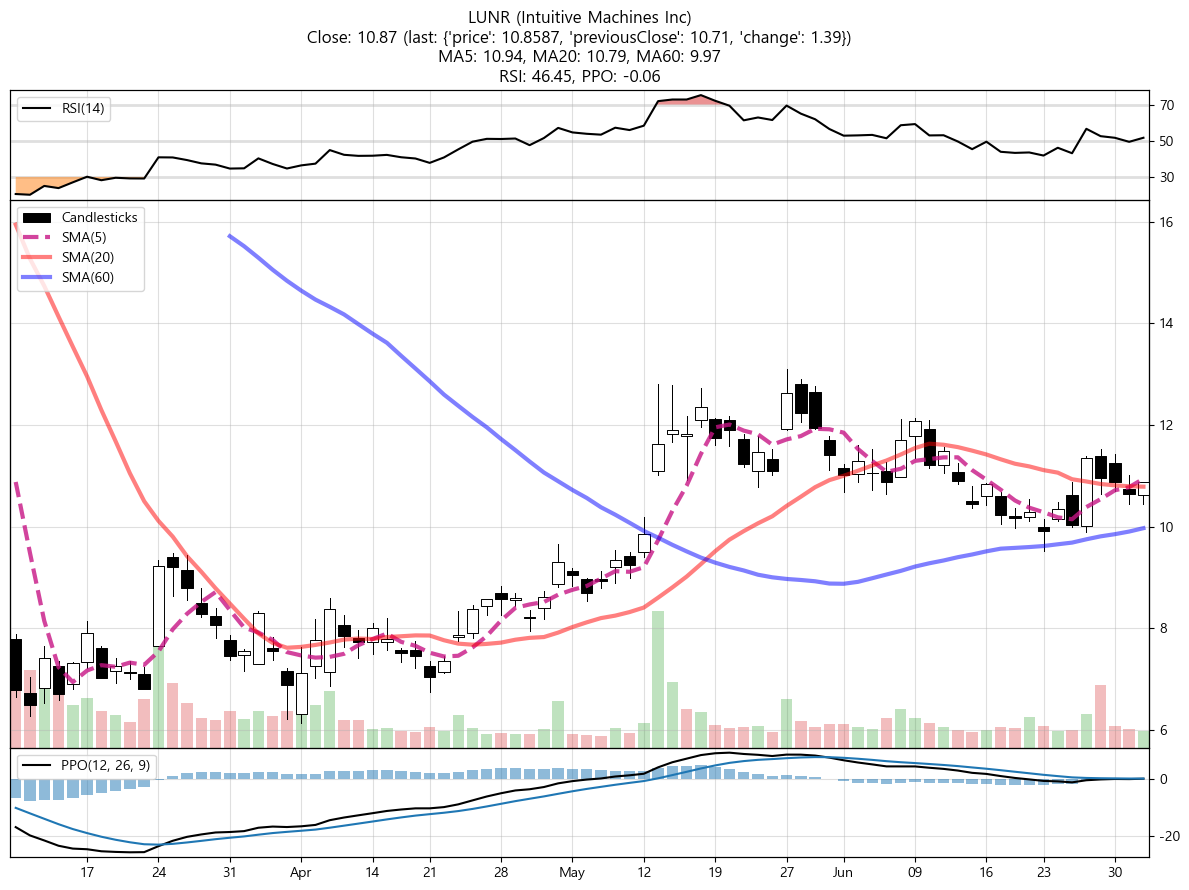 LUNR (Intuitive Machines Inc)
Close: 10.87 (last: {'price': 10.8587, 'previousClose': 10.71, 'change': 1.39})
MA5: 10.94, MA20: 10.79, MA60: 9.97
RSI: 46.45, PPO: -0.06
RSI(14)
70
50
30
Candlesticks
SMA(5)
SMA(20)
SMA(60)
16
14
12
10
8
6
PPO(12, 26, 9)
0
-20
17 24 31 Apr 14 21 28 May 12 19 27 Jun 09 16 23 30